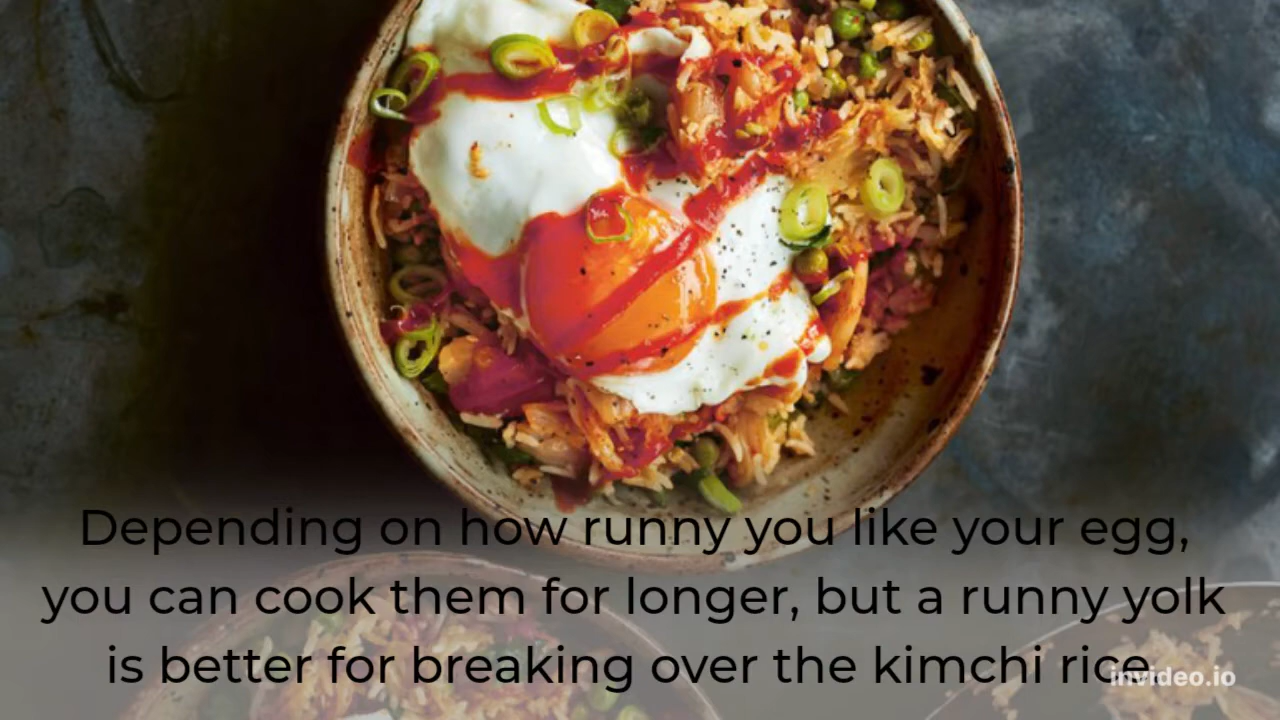 Depending on how runny you like your egg,
you can cook them for longer, but a runny yolk
is better for breaking over the kimchi rice
invideo.io